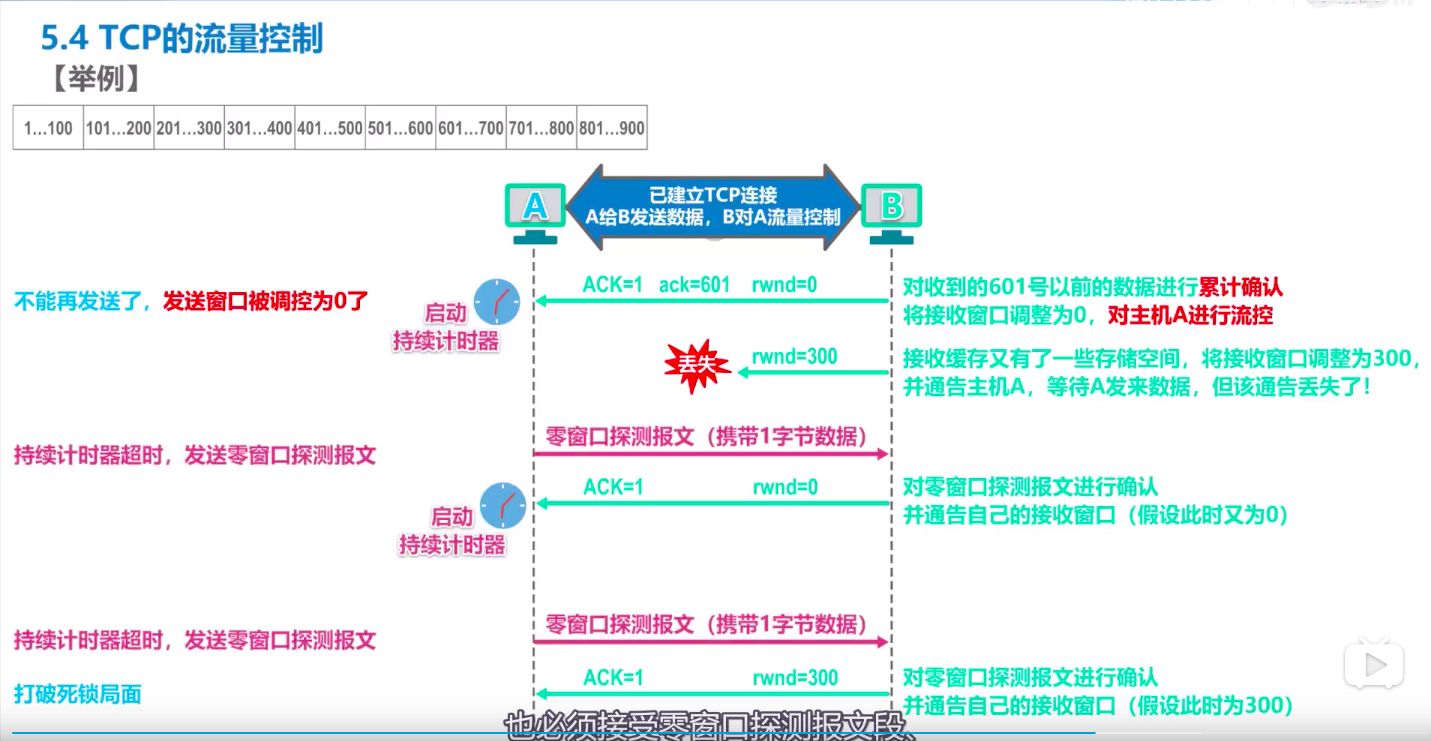 5.4 TCP的流量控制
【举例】
1…100 101…200 201…300 301…400 401…500 501…600 601…700 701…800 801…900
A
已建立TCP连接
A给B发送数据，B对A流量控制
B
不能再发送了，发送窗口被调控为0了
启动
持续计时器
ACK=1 ack=601 rwnd=0
对收到的601号以前的数据进行累计确认
将接收窗口调整为0，对主机A进行流控
丢失
rwnd=300
接收缓存又有了一些存储空间，将接收窗口调整为300，
并通告主机A，等待A发来数据，但该通告丢失了！
持续计时器超时，发送零窗口探测报文
零窗口探测报文（携带1字节数据）
启动
持续计时器
ACK=1 rwnd=0
对零窗口探测报文进行确认
并通告自己的接收窗口（假设此时又为0）
持续计时器超时，发送零窗口探测报文
零窗口探测报文（携带1字节数据）
打破死锁局面
ACK=1 rwnd=300
对零窗口探测报文进行确认
并通告自己的接收窗口（假设此时为300）
也必须接受零窗口探测报文段、